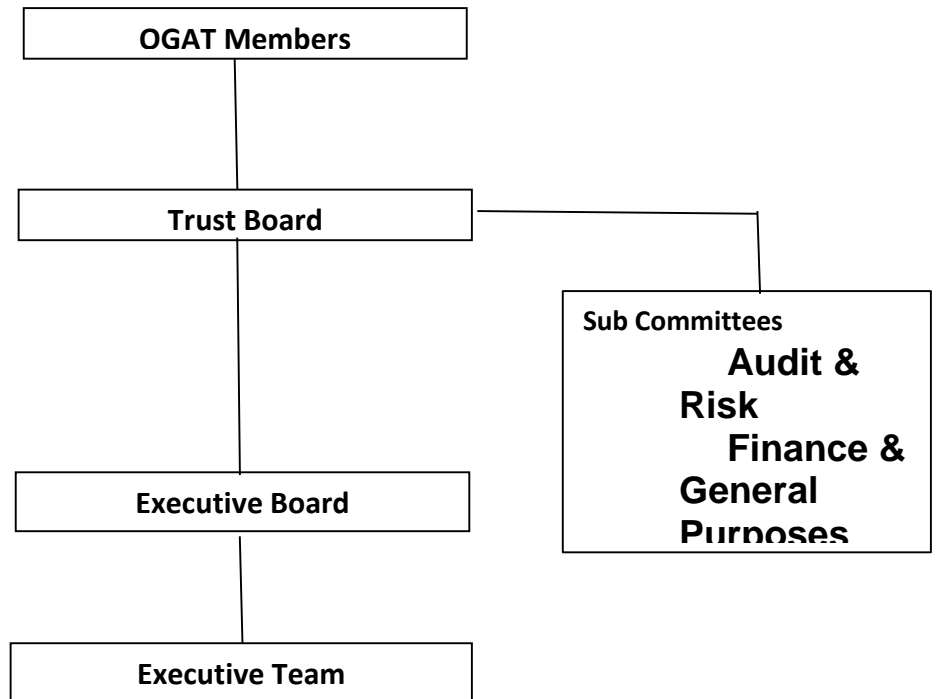 OGAT Members
Trust Board
Sub Committees
Audit &
Risk
Finance &
General
Purposes
Executive Board
Executive Team